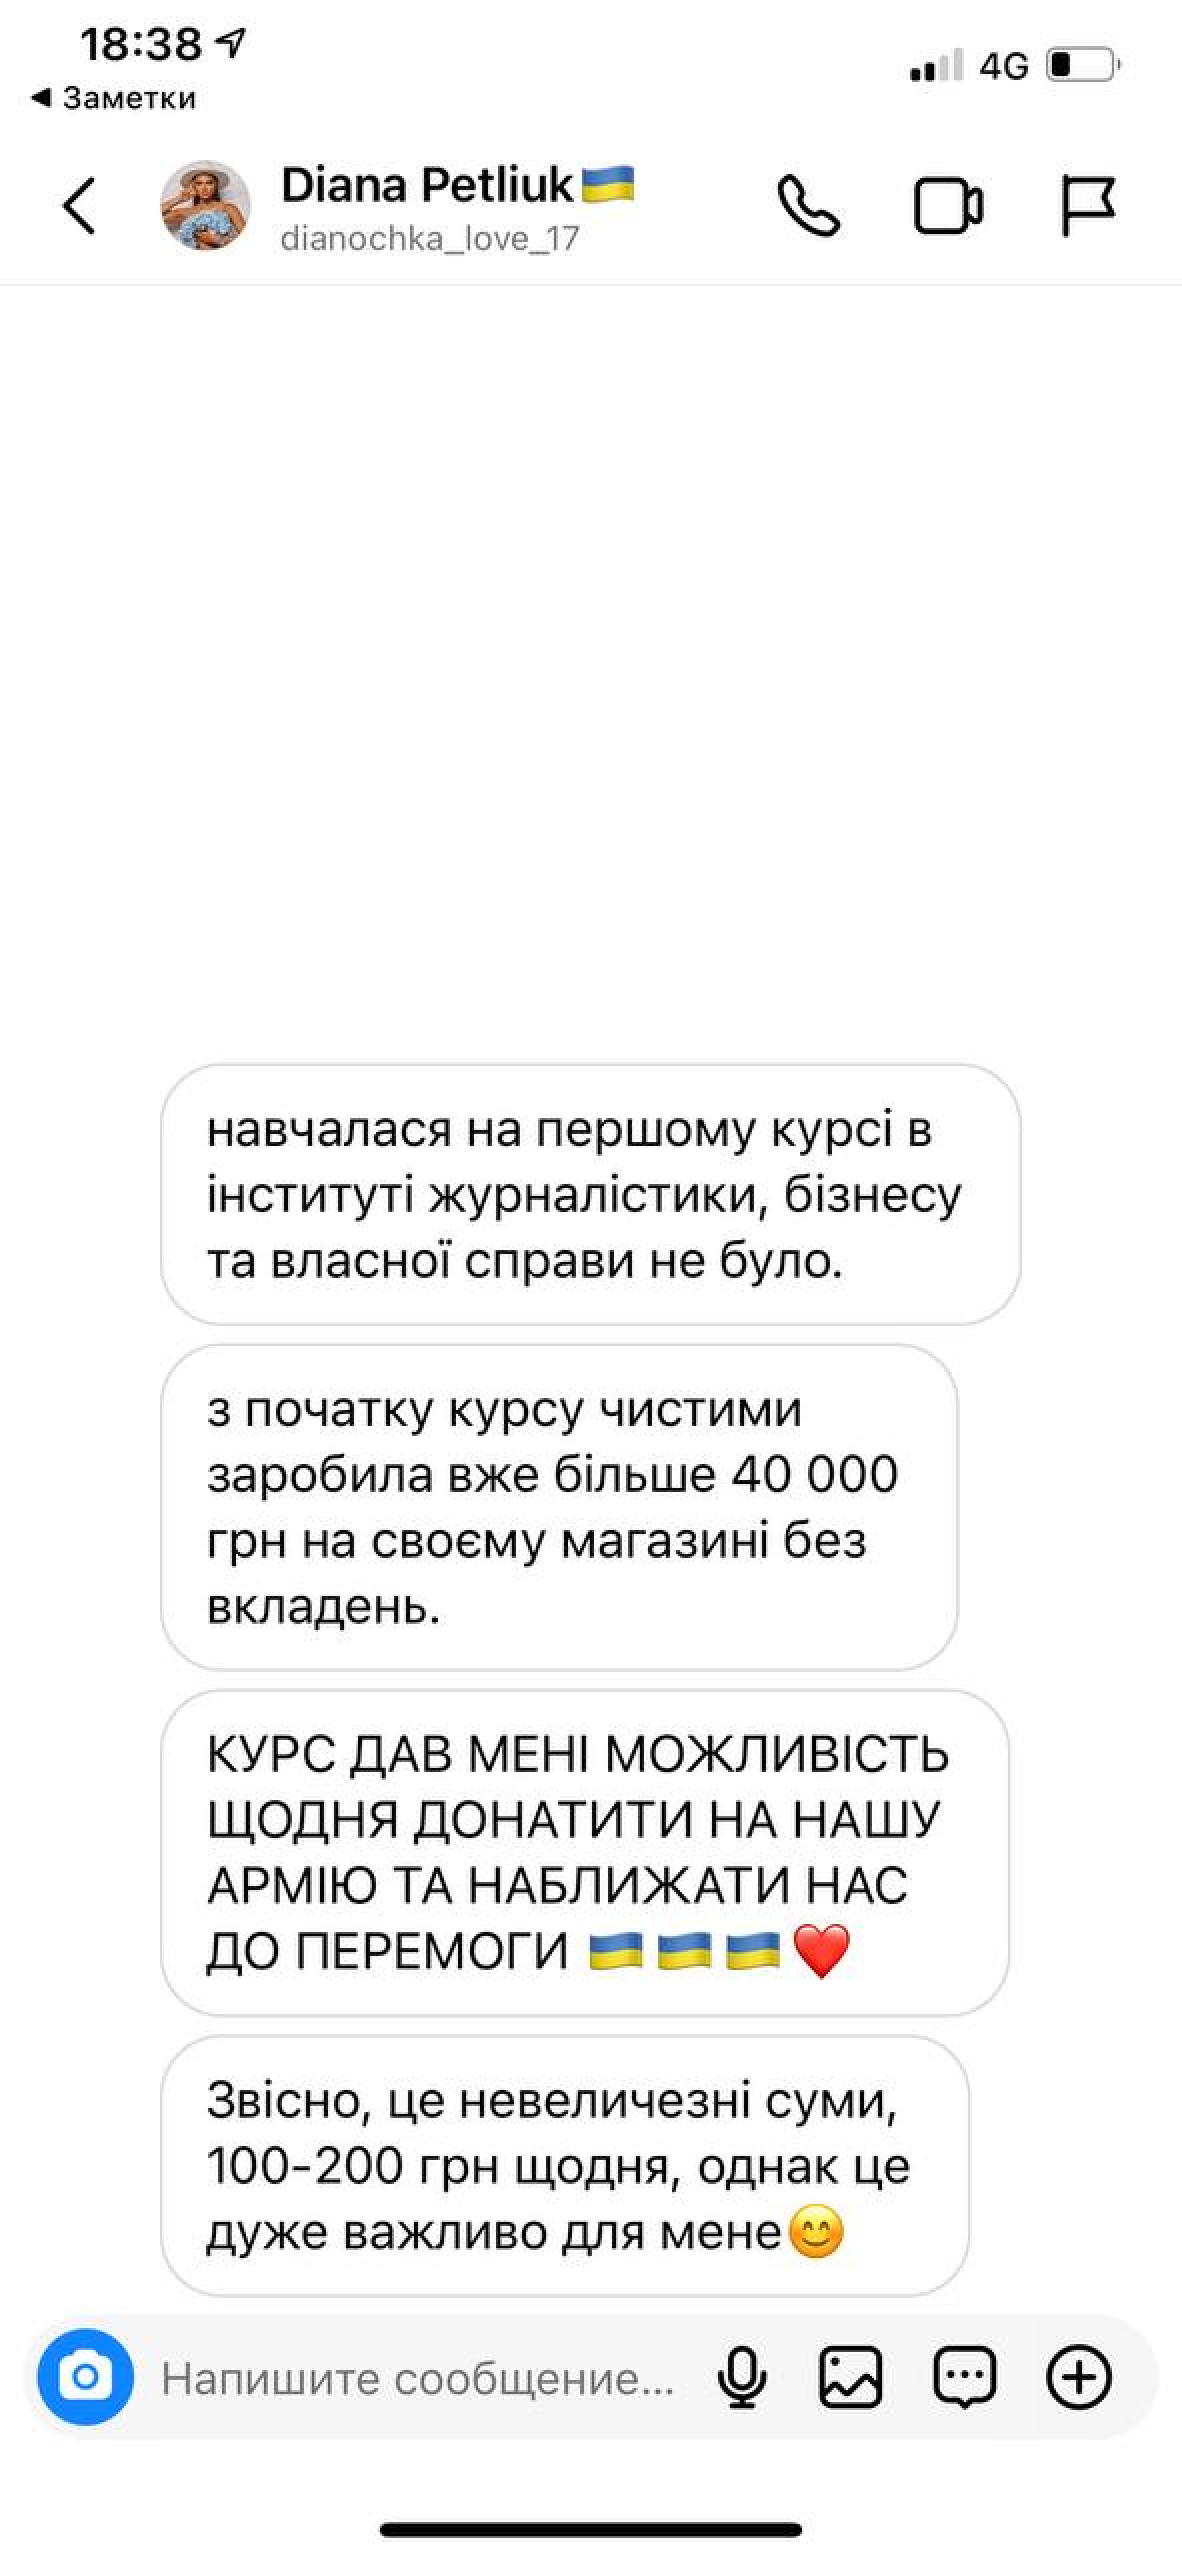 18:38
4G
◀ Заметки
Diana Petliuk🇺🇦
dianochka_love_17
навчалася на першому курсі в
інституті журналістики, бізнесу
та власної справи не було.
з початку курсу чистими
заробила вже більше 40 000
грн на своєму магазині без
вкладень.
КУРС ДАВ МЕНІ МОЖЛИВІСТЬ
ЩОДНЯ ДОНАТИТИ НА НАШУ
АРМІЮ ТА НАБЛИЖАТИ НАС
ДО ПЕРЕМОГИ 🇺🇦🇺🇦🇺🇦❤️
Звісно, це невеличезні суми,
100-200 грн щодня, однак це
дуже важливо для мене😊
Напишите сообщение...